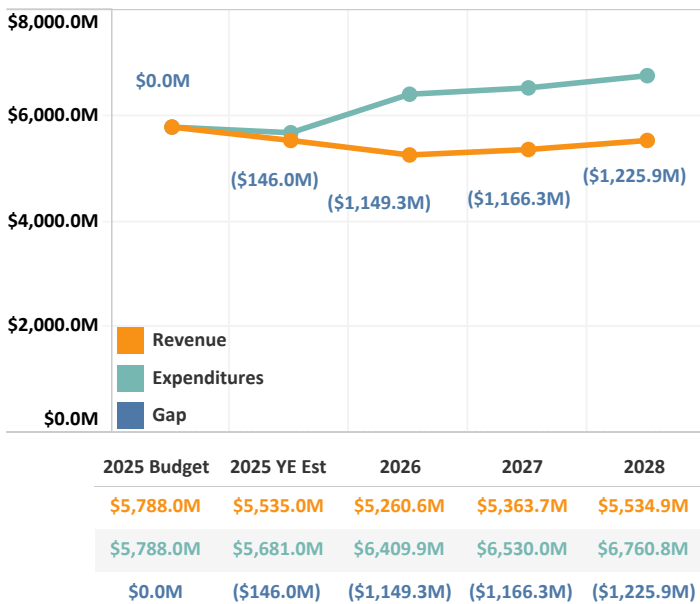 $8,000.0M
$0.0M
$6,000.0M
($146.0M)
($1,149.3M)
($1,166.3M)
($1,225.9M)
$4,000.0M
$2,000.0M
Revenue
Expenditures
Gap
$0.0M
2025 Budget 2025 YE Est 2026 2027 2028
$5,788.0M $5,535.0M $5,260.6M $5,363.7M $5,534.9M
$5,788.0M $5,681.0M $6,409.9M $6,530.0M $6,760.8M
$0.0M ($146.0M) ($1,149.3M) ($1,166.3M) ($1,225.9M)